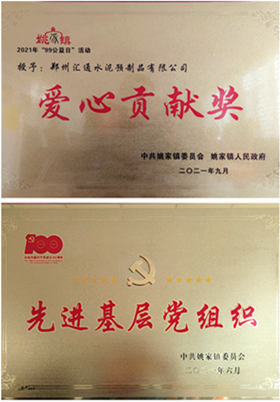 姚家镇
2021年“99公益日”活动
授予：郑州汇通水泥预制品有限公司
爱心贡献奖
中共姚家镇委员会 姚家镇人民政府
二〇二一年九月
先进基层党组织
中共姚家镇委员会
二〇二一年六月